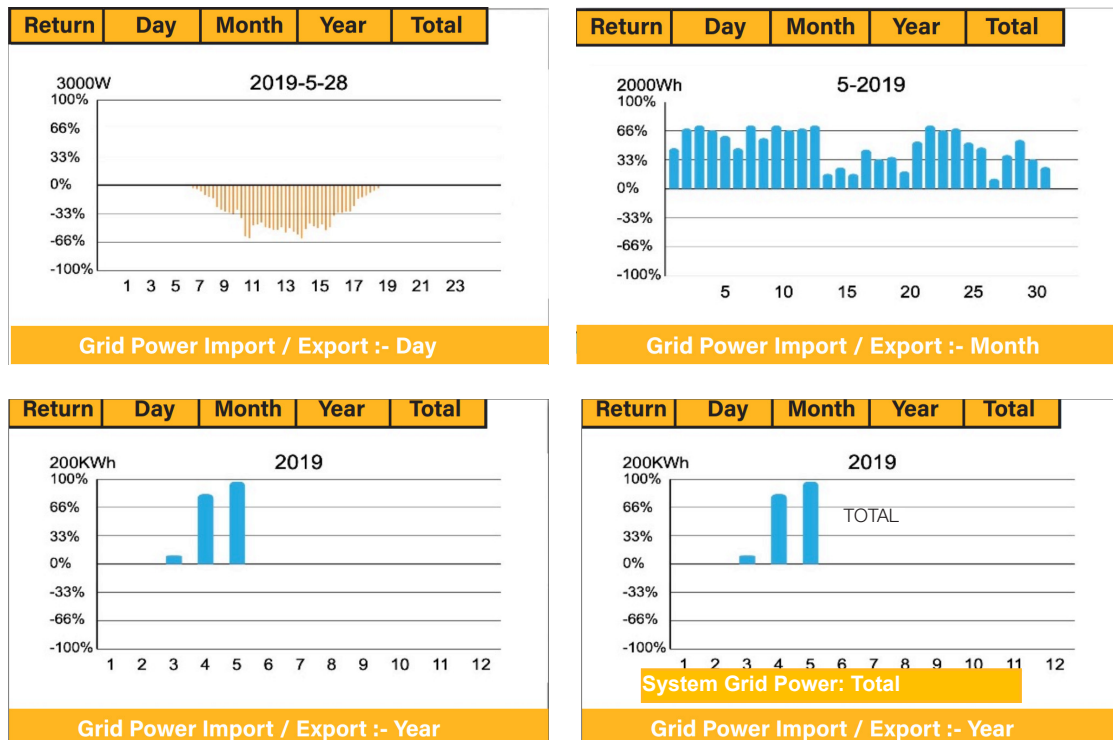 Return Day Month Year Total
3000W 2019-5-28
100%
66%
33%
0%
-33%
-66%
-100%
1 3 5 7 9 11 13 15 17 19 21 23
Grid Power Import / Export :- Day
Return Day Month Year Total
2000Wh 5-2019
100%
66%
33%
0%
-33%
-66%
-100%
5 10 15 20 25 30
Grid Power Import / Export :- Month
Return Day Month Year Total
200KWh 2019
100%
66%
33%
0%
-33%
-66%
-100%
1 2 3 4 5 6 7 8 9 10 11 12
Grid Power Import / Export :- Year
Return Day Month Year Total
200KWh 2019
100%
66%
TOTAL
33%
0%
-33%
-66%
-100%
1 2 3 4 5 6 7 8 9 10 11 12
System Grid Power: Total
Grid Power Import / Export :- Year